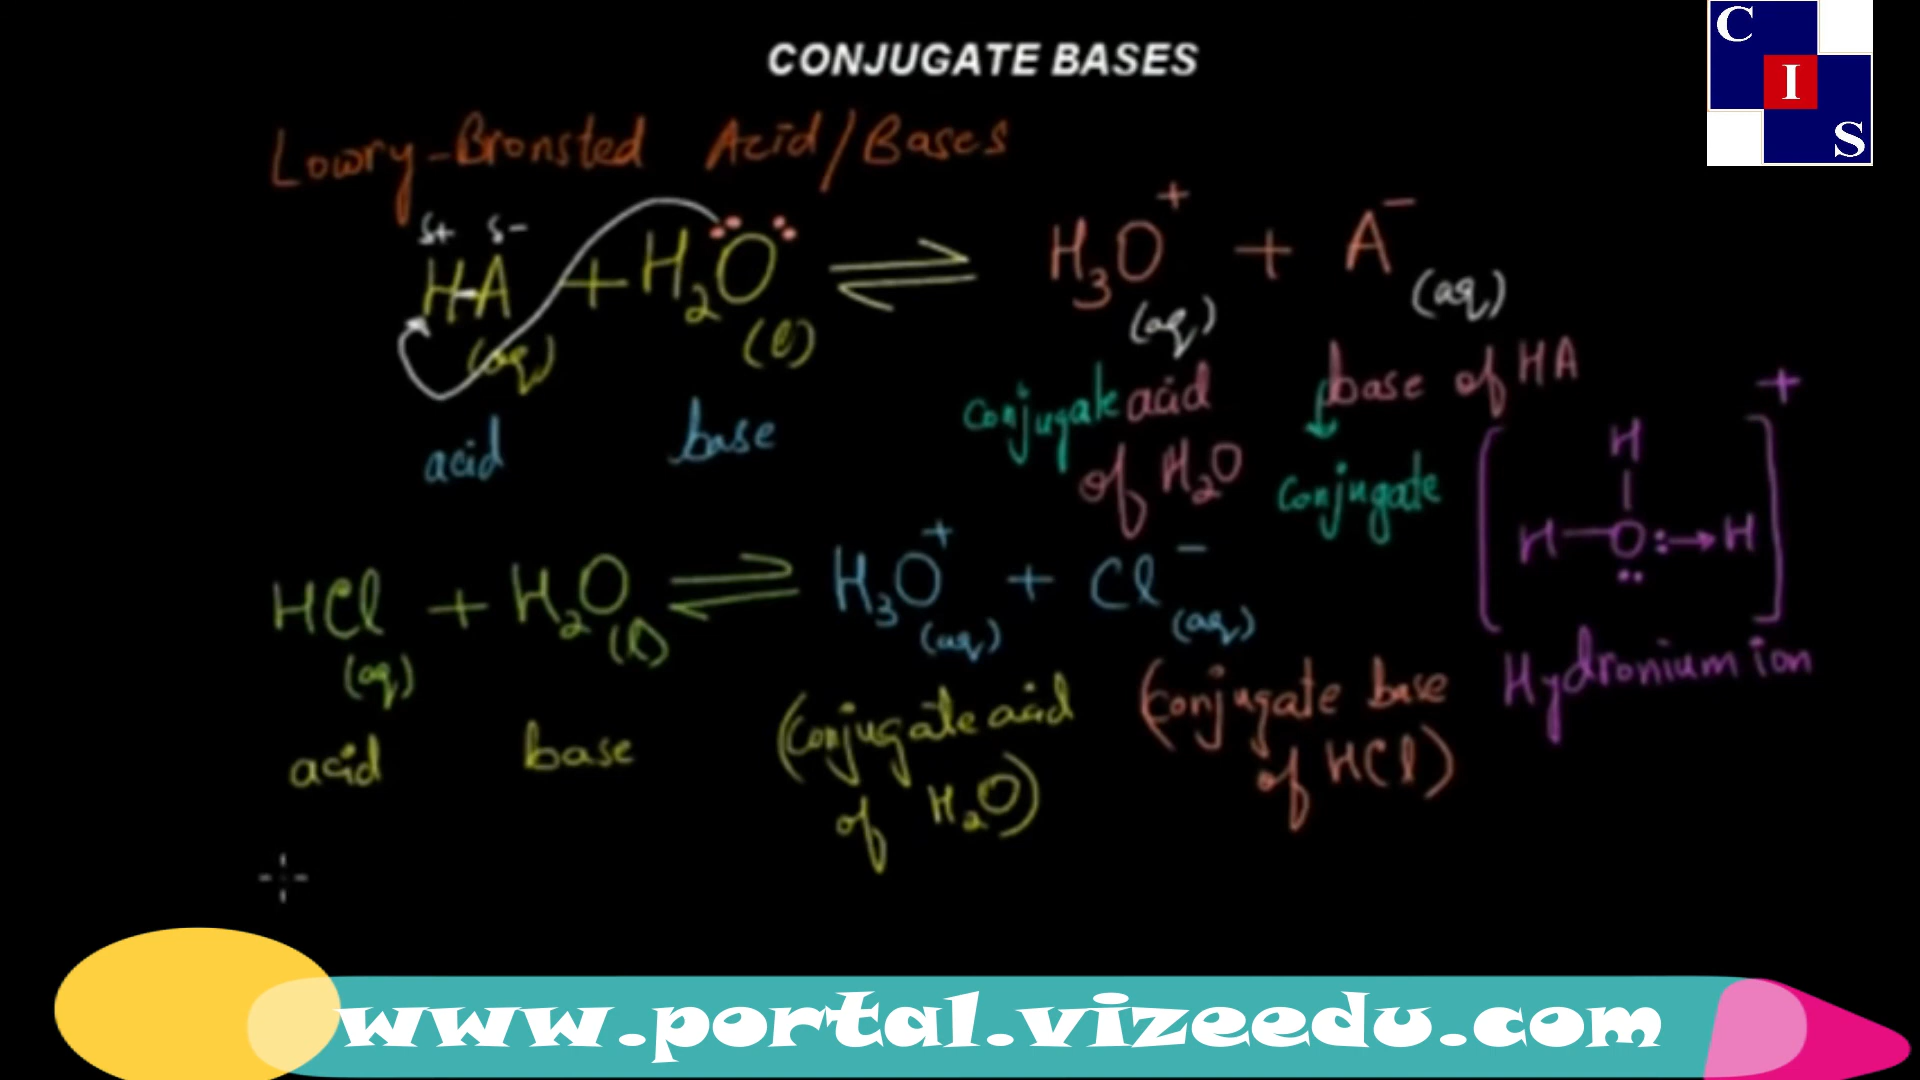 CONJUGATE BASES
C
I
S
Lowry-Bronsted Acid/Bases
δ+ δ-
H-A(aq) + H₂O(l) ⇌ H₃O⁺(aq) + A⁻(aq)
acid base conjugate acid of H₂O base of HA conjugate
[H-O:→H H]⁺
Hydronium ion
HCl(aq) + H₂O(l) ⇌ H₃O⁺(aq) + Cl⁻(aq)
acid base (conjugate acid of H₂O) (conjugate base of HCl)
www.portal.vizeedu.com